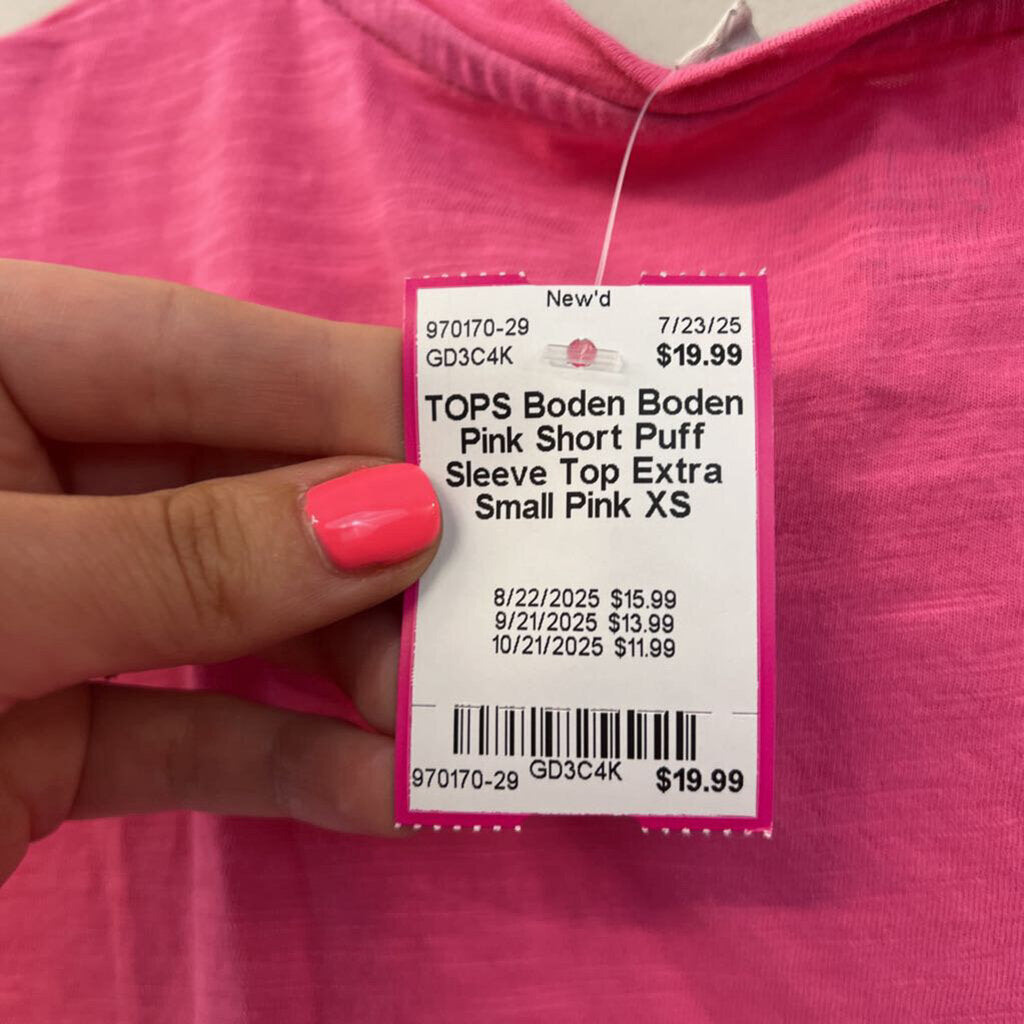 New'd
970170-29 7/23/25
GD3C4K $19.99
TOPS Boden Boden
Pink Short Puff
Sleeve Top Extra
Small Pink XS
8/22/2025 $15.99
9/21/2025 $13.99
10/21/2025 $11.99
970170-29 GD3C4K $19.99